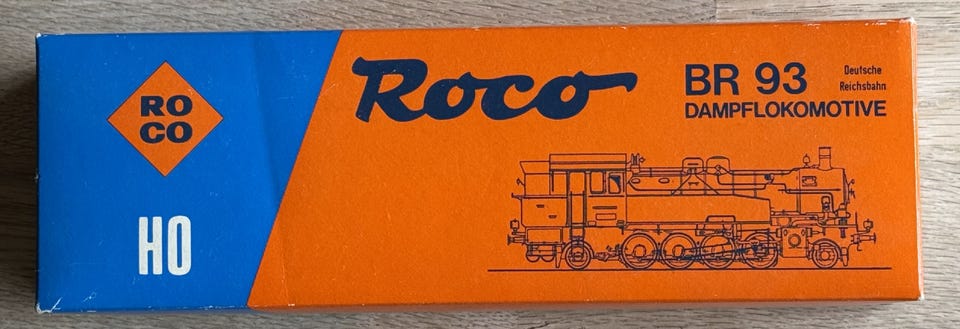 RO
CO
HO
Roco
BR 93
DAMPFLOKOMOTIVE
Deutsche
Reichsbahn